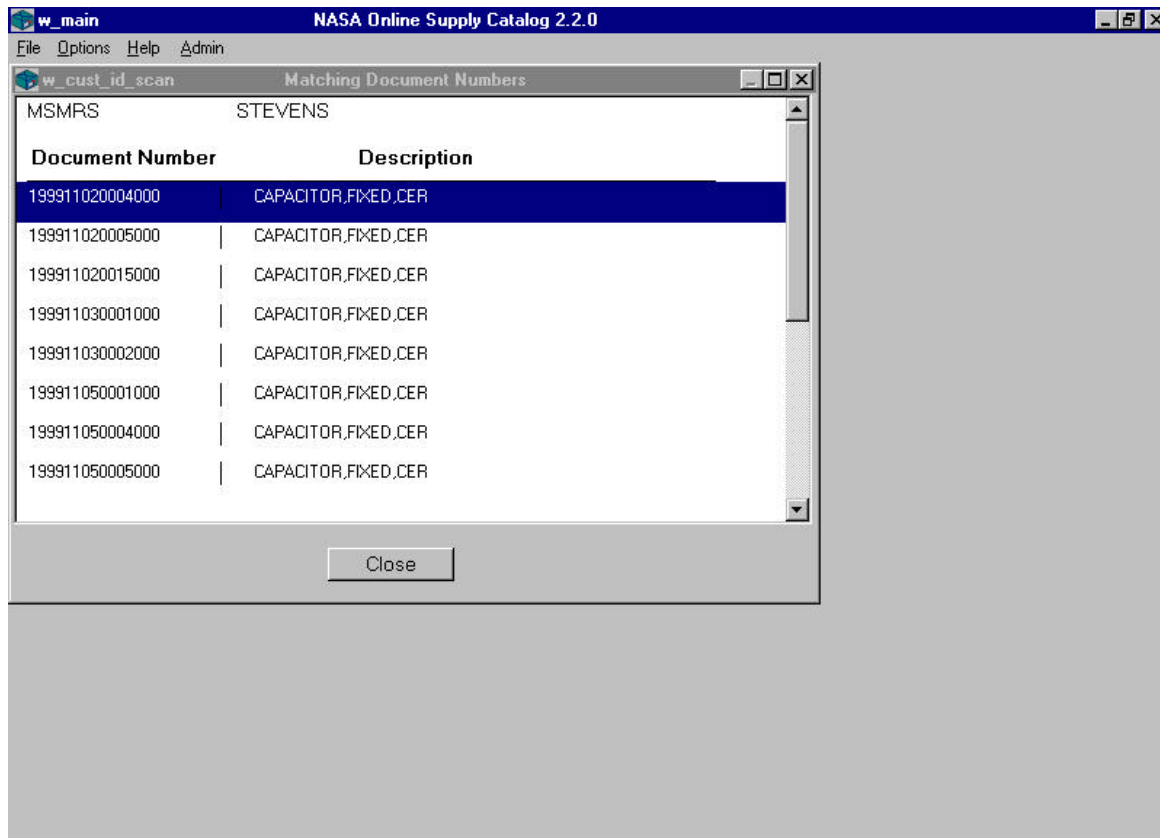 w_main NASA Online Supply Catalog 2.2.0
File Options Help Admin
w_cust_id_scan Matching Document Numbers
MSMRS STEVENS
Document Number Description
199911020004000 CAPACITOR,FIXED,CER
199911020005000 CAPACITOR,FIXED,CER
199911020015000 CAPACITOR,FIXED,CER
199911030001000 CAPACITOR,FIXED,CER
199911030002000 CAPACITOR,FIXED,CER
199911050001000 CAPACITOR,FIXED,CER
199911050004000 CAPACITOR,FIXED,CER
199911050005000 CAPACITOR,FIXED,CER
Close